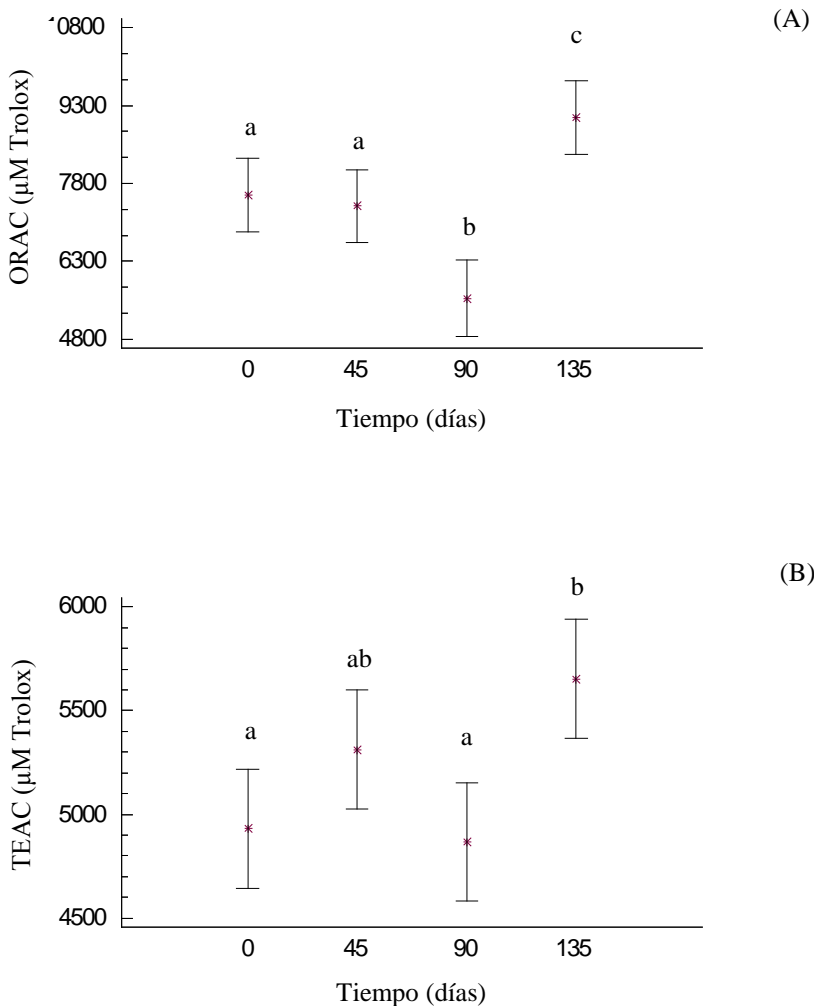 (A)
10800
c
9300
a
a
7800
b
6300
4800
ORAC (µM Trolox)
0 45 90 135
Tiempo (días)
(B)
b
6000
ab
5500
a
a
5000
4500
TEAC (µM Trolox)
0 45 90 135
Tiempo (días)